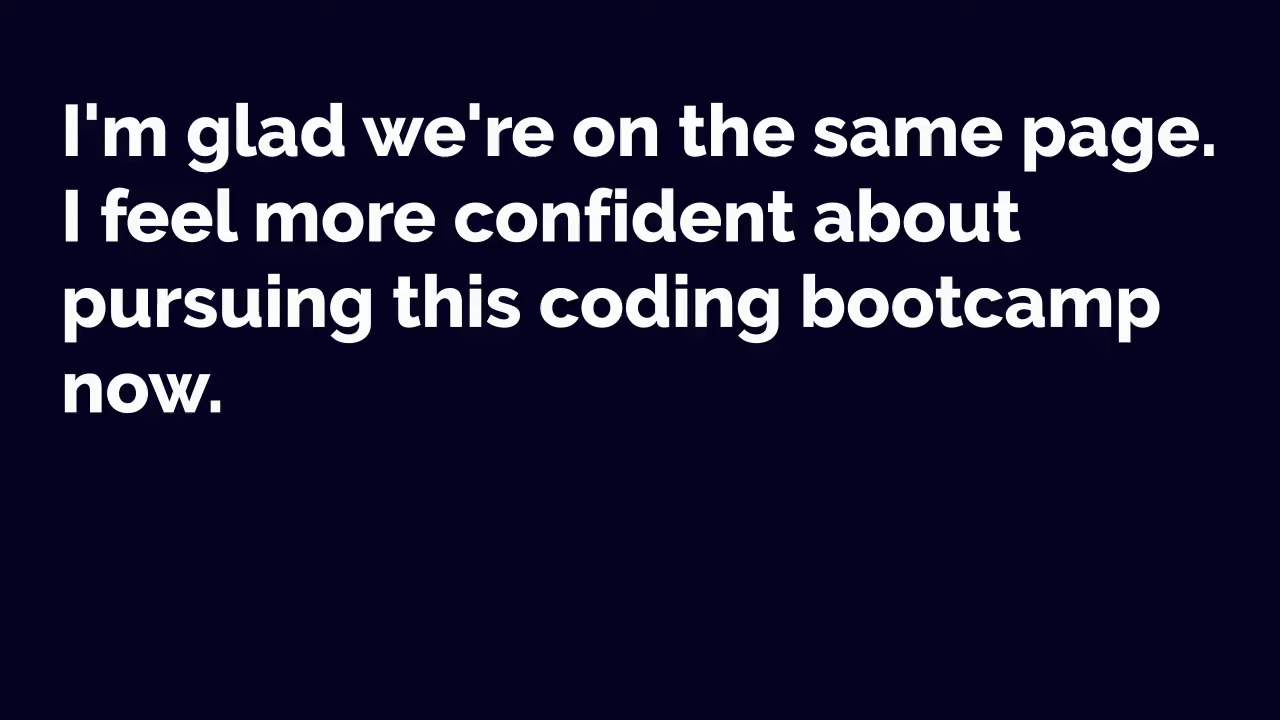 I'm glad we're on the same page.
I feel more confident about
pursuing this coding bootcamp
now.